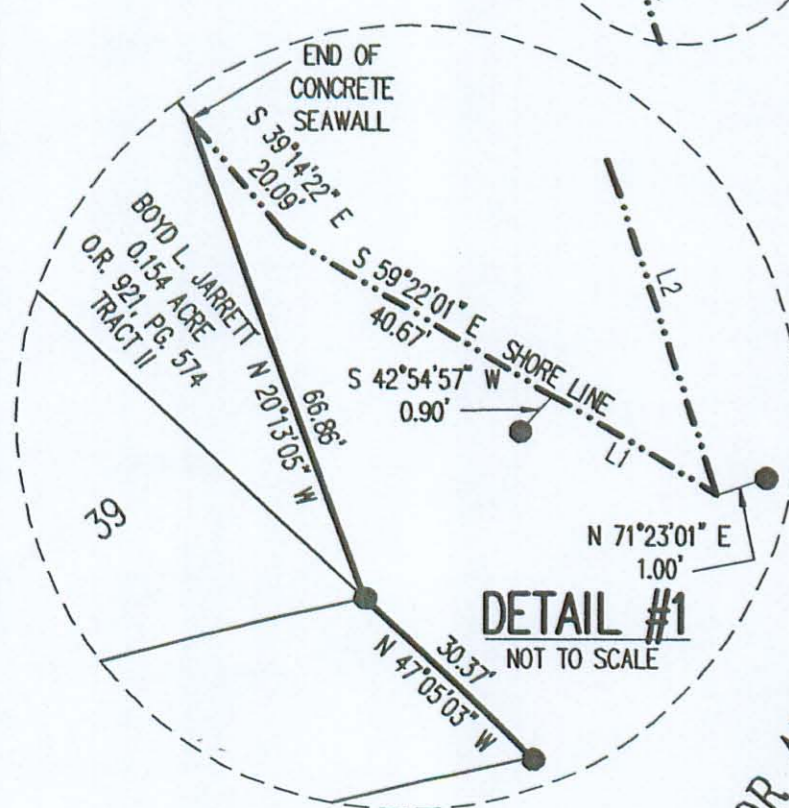 END OF
CONCRETE
SEAWALL
S 39°14'22" E
20.09'
BOYD L. JARRETT
0.154 ACRE
O.R. 921, PG. 574
TRACT II
S 59°22'01" E
40.67'
SHORE LINE
L2
N 20°13'05" W
66.86'
S 42°54'57" W
0.90'
L1
39
N 71°23'01" E
1.00'
DETAIL #1
NOT TO SCALE
30.37'
N 47°05'03" W